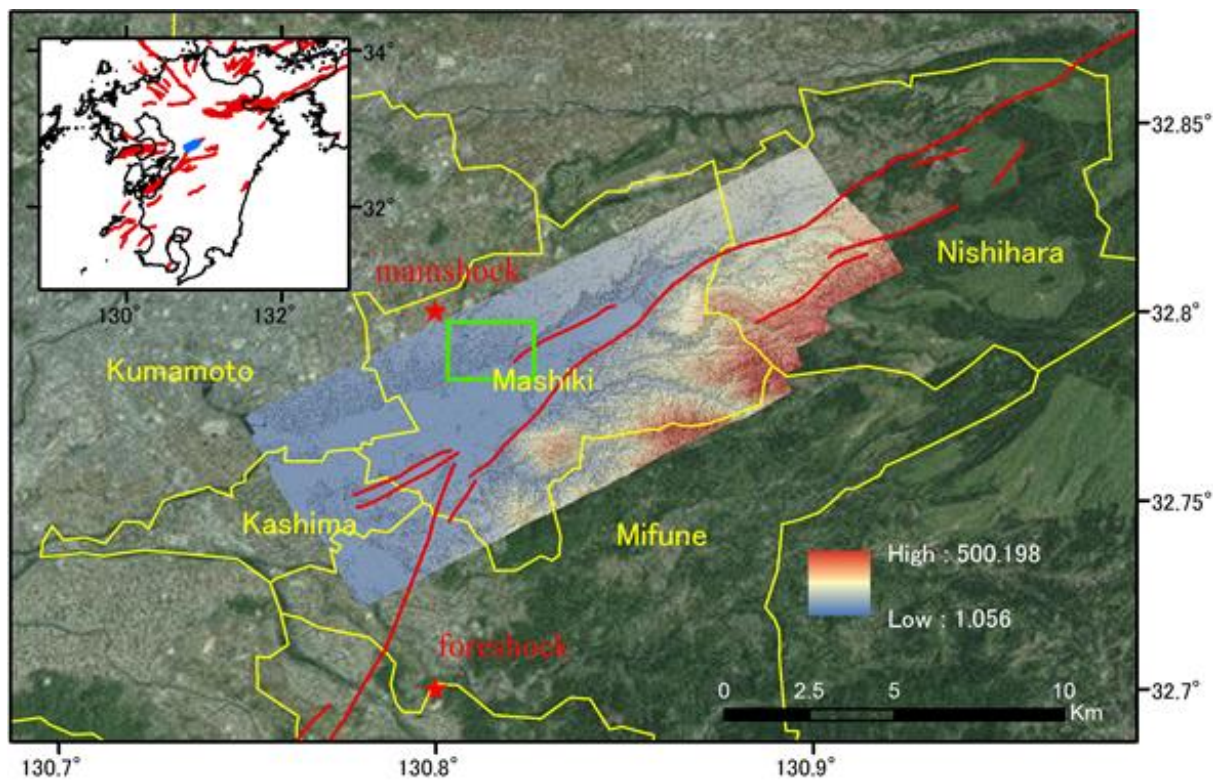 34°
32°
130
132°
32.85°
32.8°
32.75°
32.7°
mainshock
Nishihara
Kumamoto
Mashiki
Kashima
Mifune
High : 500.198
Low : 1.056
foreshock
0 2.5 5 10
Km
130.7°
130.8°
130.9°